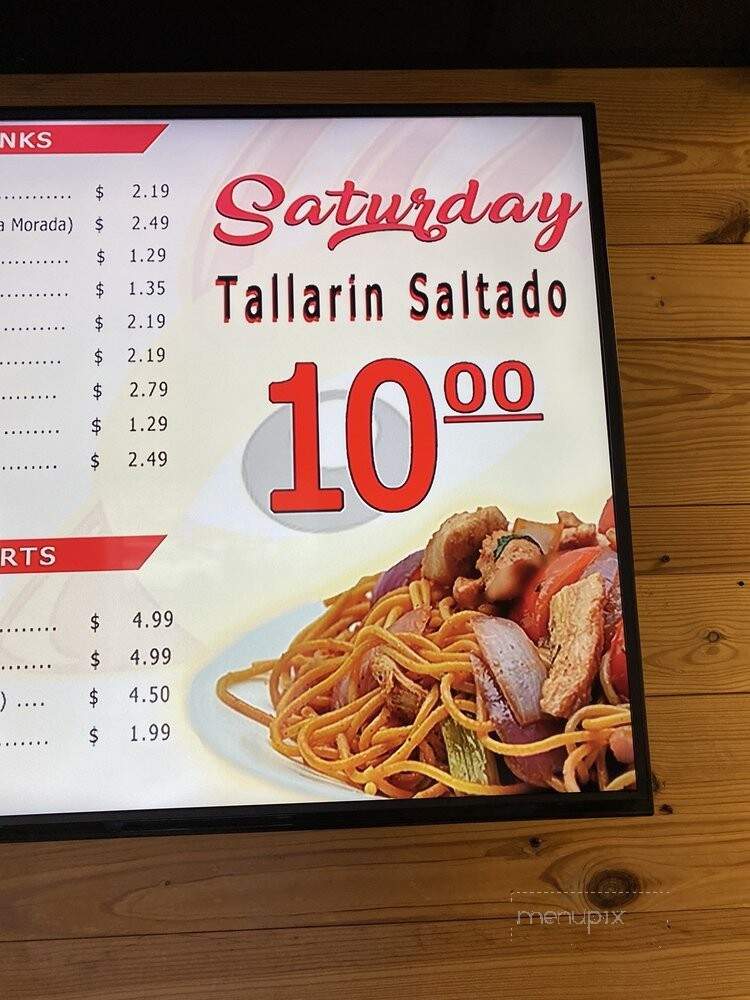 NKS
........... $ 2.19
a Morada) $ 2.49
.......... $ 1.29
.......... $ 1.35
.......... $ 2.19
......... $ 2.19
........ $ 2.79
......... $ 1.29
........ $ 2.49
RTS
........ $ 4.99
....... $ 4.99
) .... $ 4.50
....... $ 1.99
Saturday
Tallarin Saltado
10 00
menupix